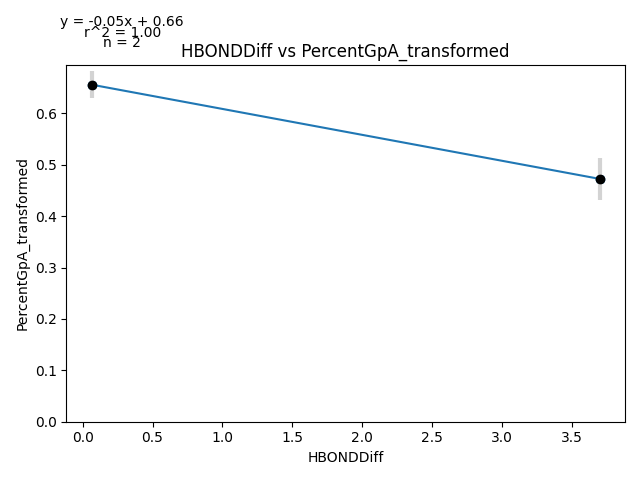 y = -0.05x + 0.66
r^2 = 1.00
n = 2
HBONDDiff vs PercentGpA_transformed
0.6
0.5
0.4
0.3
0.2
0.1
0.0
PercentGpA_transformed
0.0 0.5 1.0 1.5 2.0 2.5 3.0 3.5
HBONDDiff